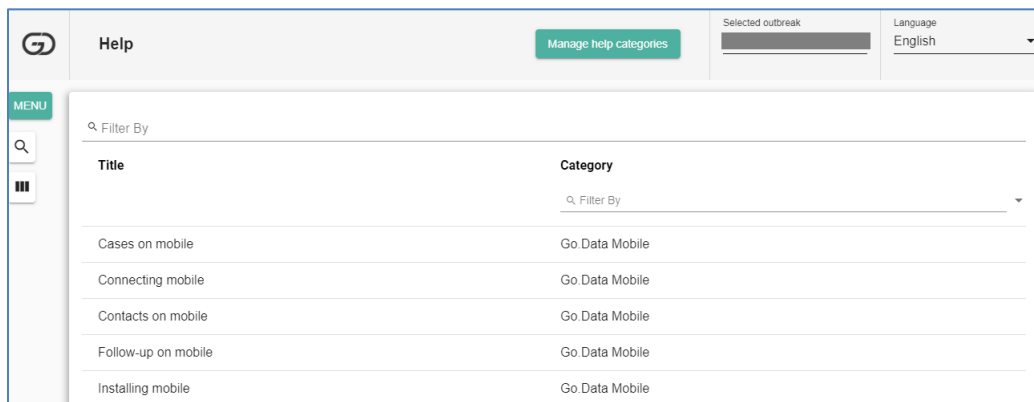 Help
Manage help categories
Selected outbreak
Language
English
MENU
Filter By
Title
Category
Filter By
Cases on mobile
Go.Data Mobile
Connecting mobile
Go.Data Mobile
Contacts on mobile
Go.Data Mobile
Follow-up on mobile
Go.Data Mobile
Installing mobile
Go.Data Mobile